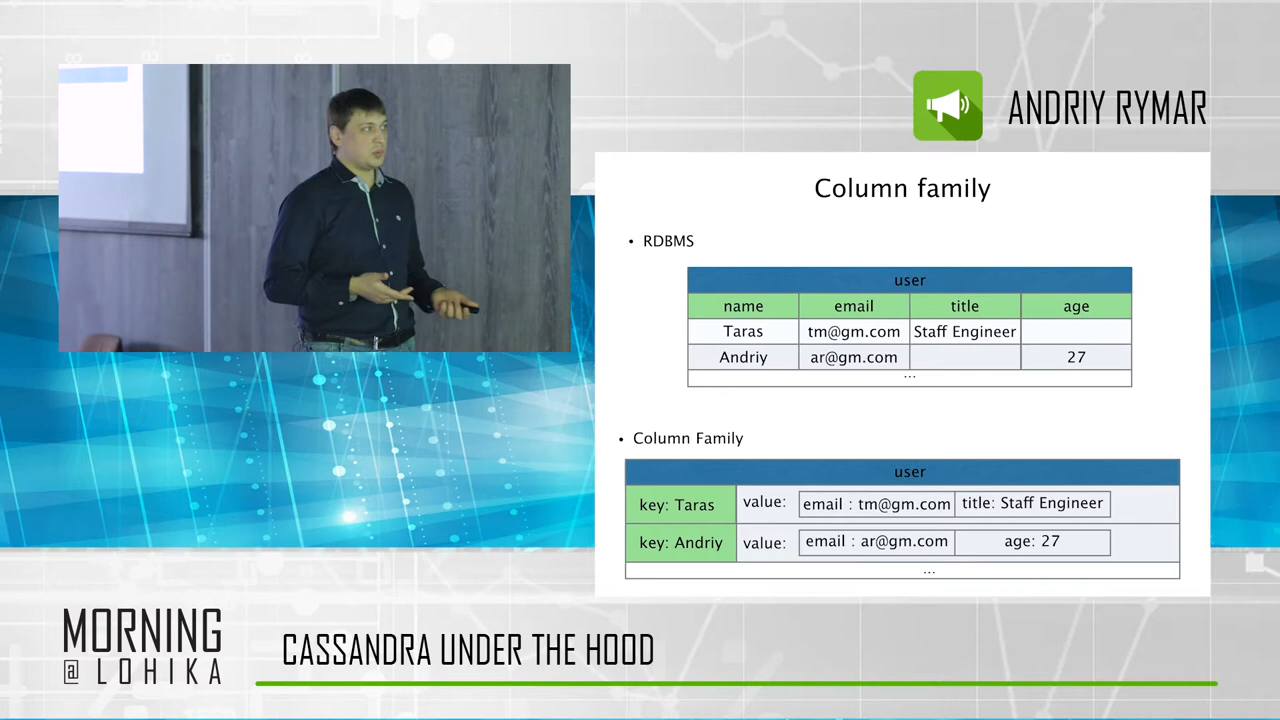 ANDRIY RYMAR
Column family
• RDBMS
user
name email title age
Taras tm@gm.com Staff Engineer
Andriy ar@gm.com 27
...
• Column Family
user
key: Taras value: email : tm@gm.com title: Staff Engineer
key: Andriy value: email : ar@gm.com age: 27
...
MORNING
@ LOHIKA
CASSANDRA UNDER THE HOOD